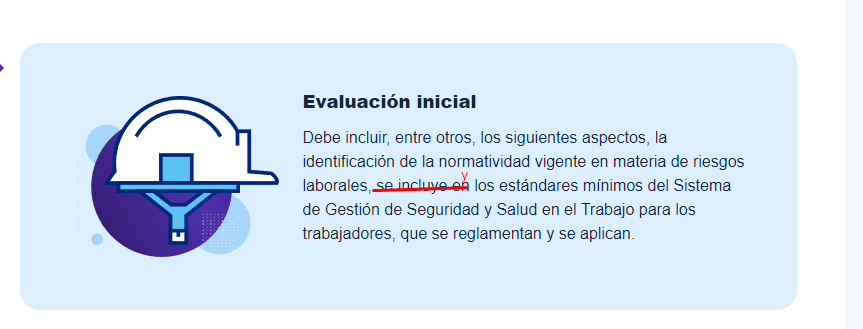 Evaluación inicial
Debe incluir, entre otros, los siguientes aspectos, la
identificación de la normatividad vigente en materia de riesgos
y
laborales, se incluye en los estándares mínimos del Sistema
de Gestión de Seguridad y Salud en el Trabajo para los
trabajadores, que se reglamentan y se aplican.